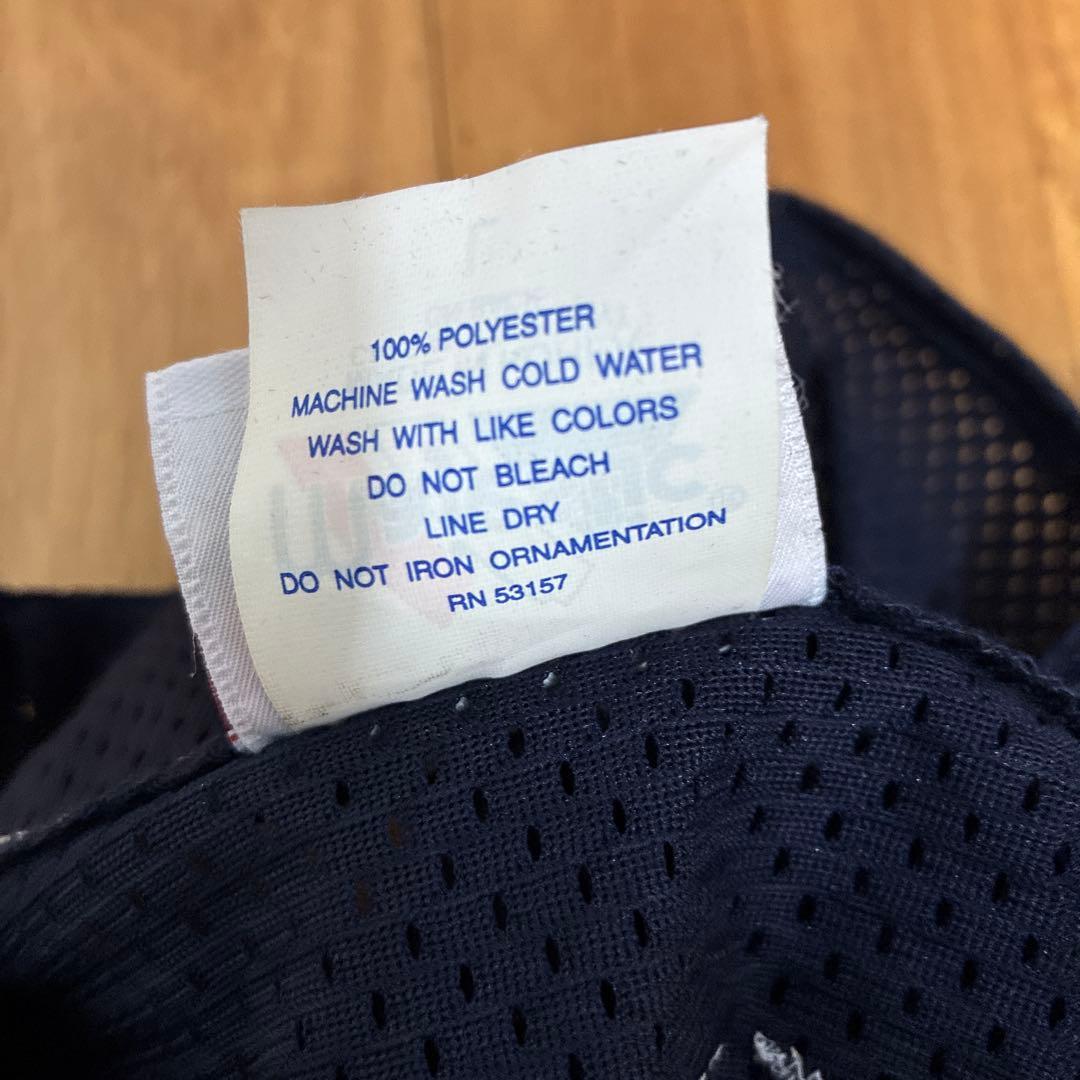 100% POLYESTER
MACHINE WASH COLD WATER
WASH WITH LIKE COLORS
DO NOT BLEACH
LINE DRY
DO NOT IRON ORNAMENTATION
RN 53157